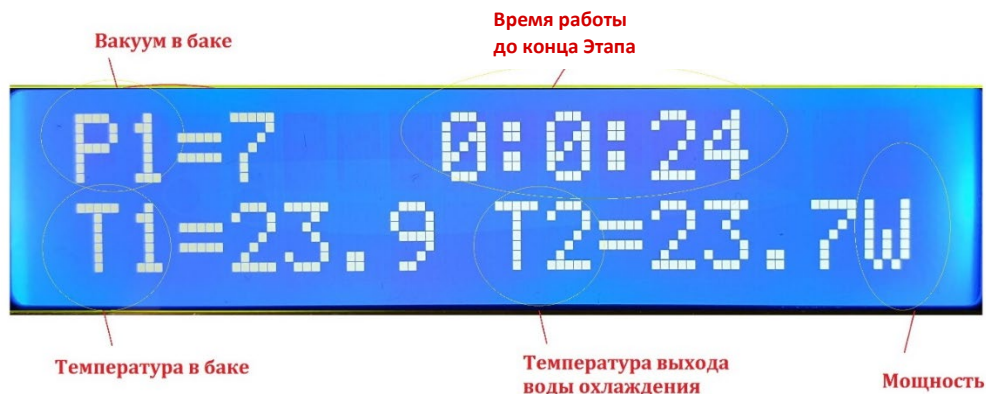 Время работы
до конца Этапа
Вакуум в баке
P1=7 0:0:24
T1=23.9 T2=23.7W
Температура в баке
Температура выхода
воды охлаждения
Мощность